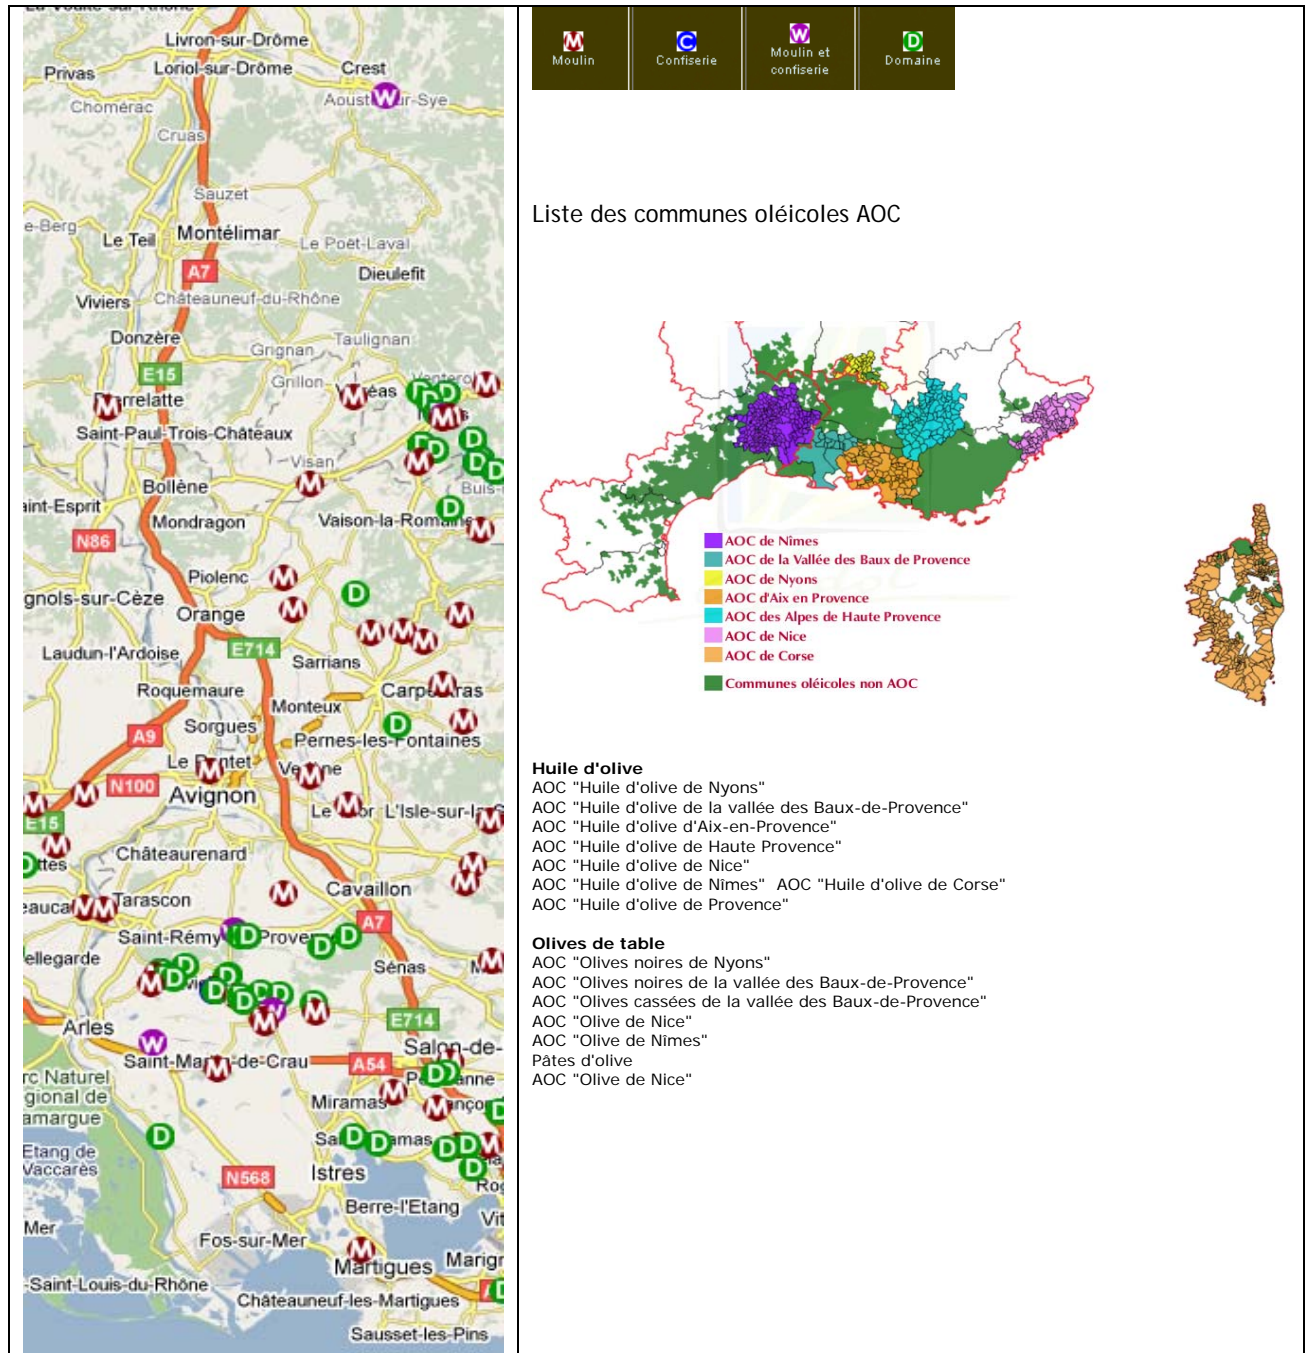 Livron-sur-Drôme
Privas
Loriol-sur-Drôme
Crest
Chomérac
W
Cruas
Sauzet
Le Teil
Montélimar
Le Poët-Laval
A7
Dieulefit
Viviers
Châteauneuf-du-Rhône
Donzère
Taulignan
Grignan
E15
Grillon
M
M
D
D
M
M
Saint-Paul-Trois-Châteaux
D
D
D
Visan
M
M
Bollène
D
Mondragon
M
N86
Piolenc
M
D
Orange
M
M
M
M
M
E714
Laudun-l'Ardoise
Sarrians
Roquemaure
M
Monteux
Sorgues
D
M
A9
Pernes-les-Fontaines
M
M
N100
Avignon
M
M
M
M
E15
M
Châteaurenard
D
M
M
Cavaillon
M
M
M
Tarascon
A7
Saint-Rémy
D
D
D
Sénas
M
D
D
D
D
M
D
M
W
E714
Arles
W
A54
M
D
Miramas
M
M
D
D
D
D
D
M
D
Etang de
Vaccarès
N568
Istres
Berre-l'Etang
Fos-sur-Mer
M
Martigues
-Saint-Louis-du-Rhône
Châteauneuf-les-Martigues
Sausset-les-Pins
M
Moulin
C
Confiserie
W
Moulin et
confiserie
D
Domaine
Liste des communes oléicoles AOC
AOC de Nîmes
AOC de la Vallée des Baux de Provence
AOC de Nyons
AOC d'Aix en Provence
AOC des Alpes de Haute Provence
AOC de Nice
AOC de Corse
Communes oléicoles non AOC
Huile d'olive
AOC "Huile d'olive de Nyons"
AOC "Huile d'olive de la vallée des Baux-de-Provence"
AOC "Huile d'olive d'Aix-en-Provence"
AOC "Huile d'olive de Haute Provence"
AOC "Huile d'olive de Nice"
AOC "Huile d'olive de Nîmes" AOC "Huile d'olive de Corse"
AOC "Huile d'olive de Provence"
Olives de table
AOC "Olives noires de Nyons"
AOC "Olives noires de la vallée des Baux-de-Provence"
AOC "Olives cassées de la vallée des Baux-de-Provence"
AOC "Olive de Nice"
AOC "Olive de Nîmes"
Pâtes d'olive
AOC "Olive de Nice"